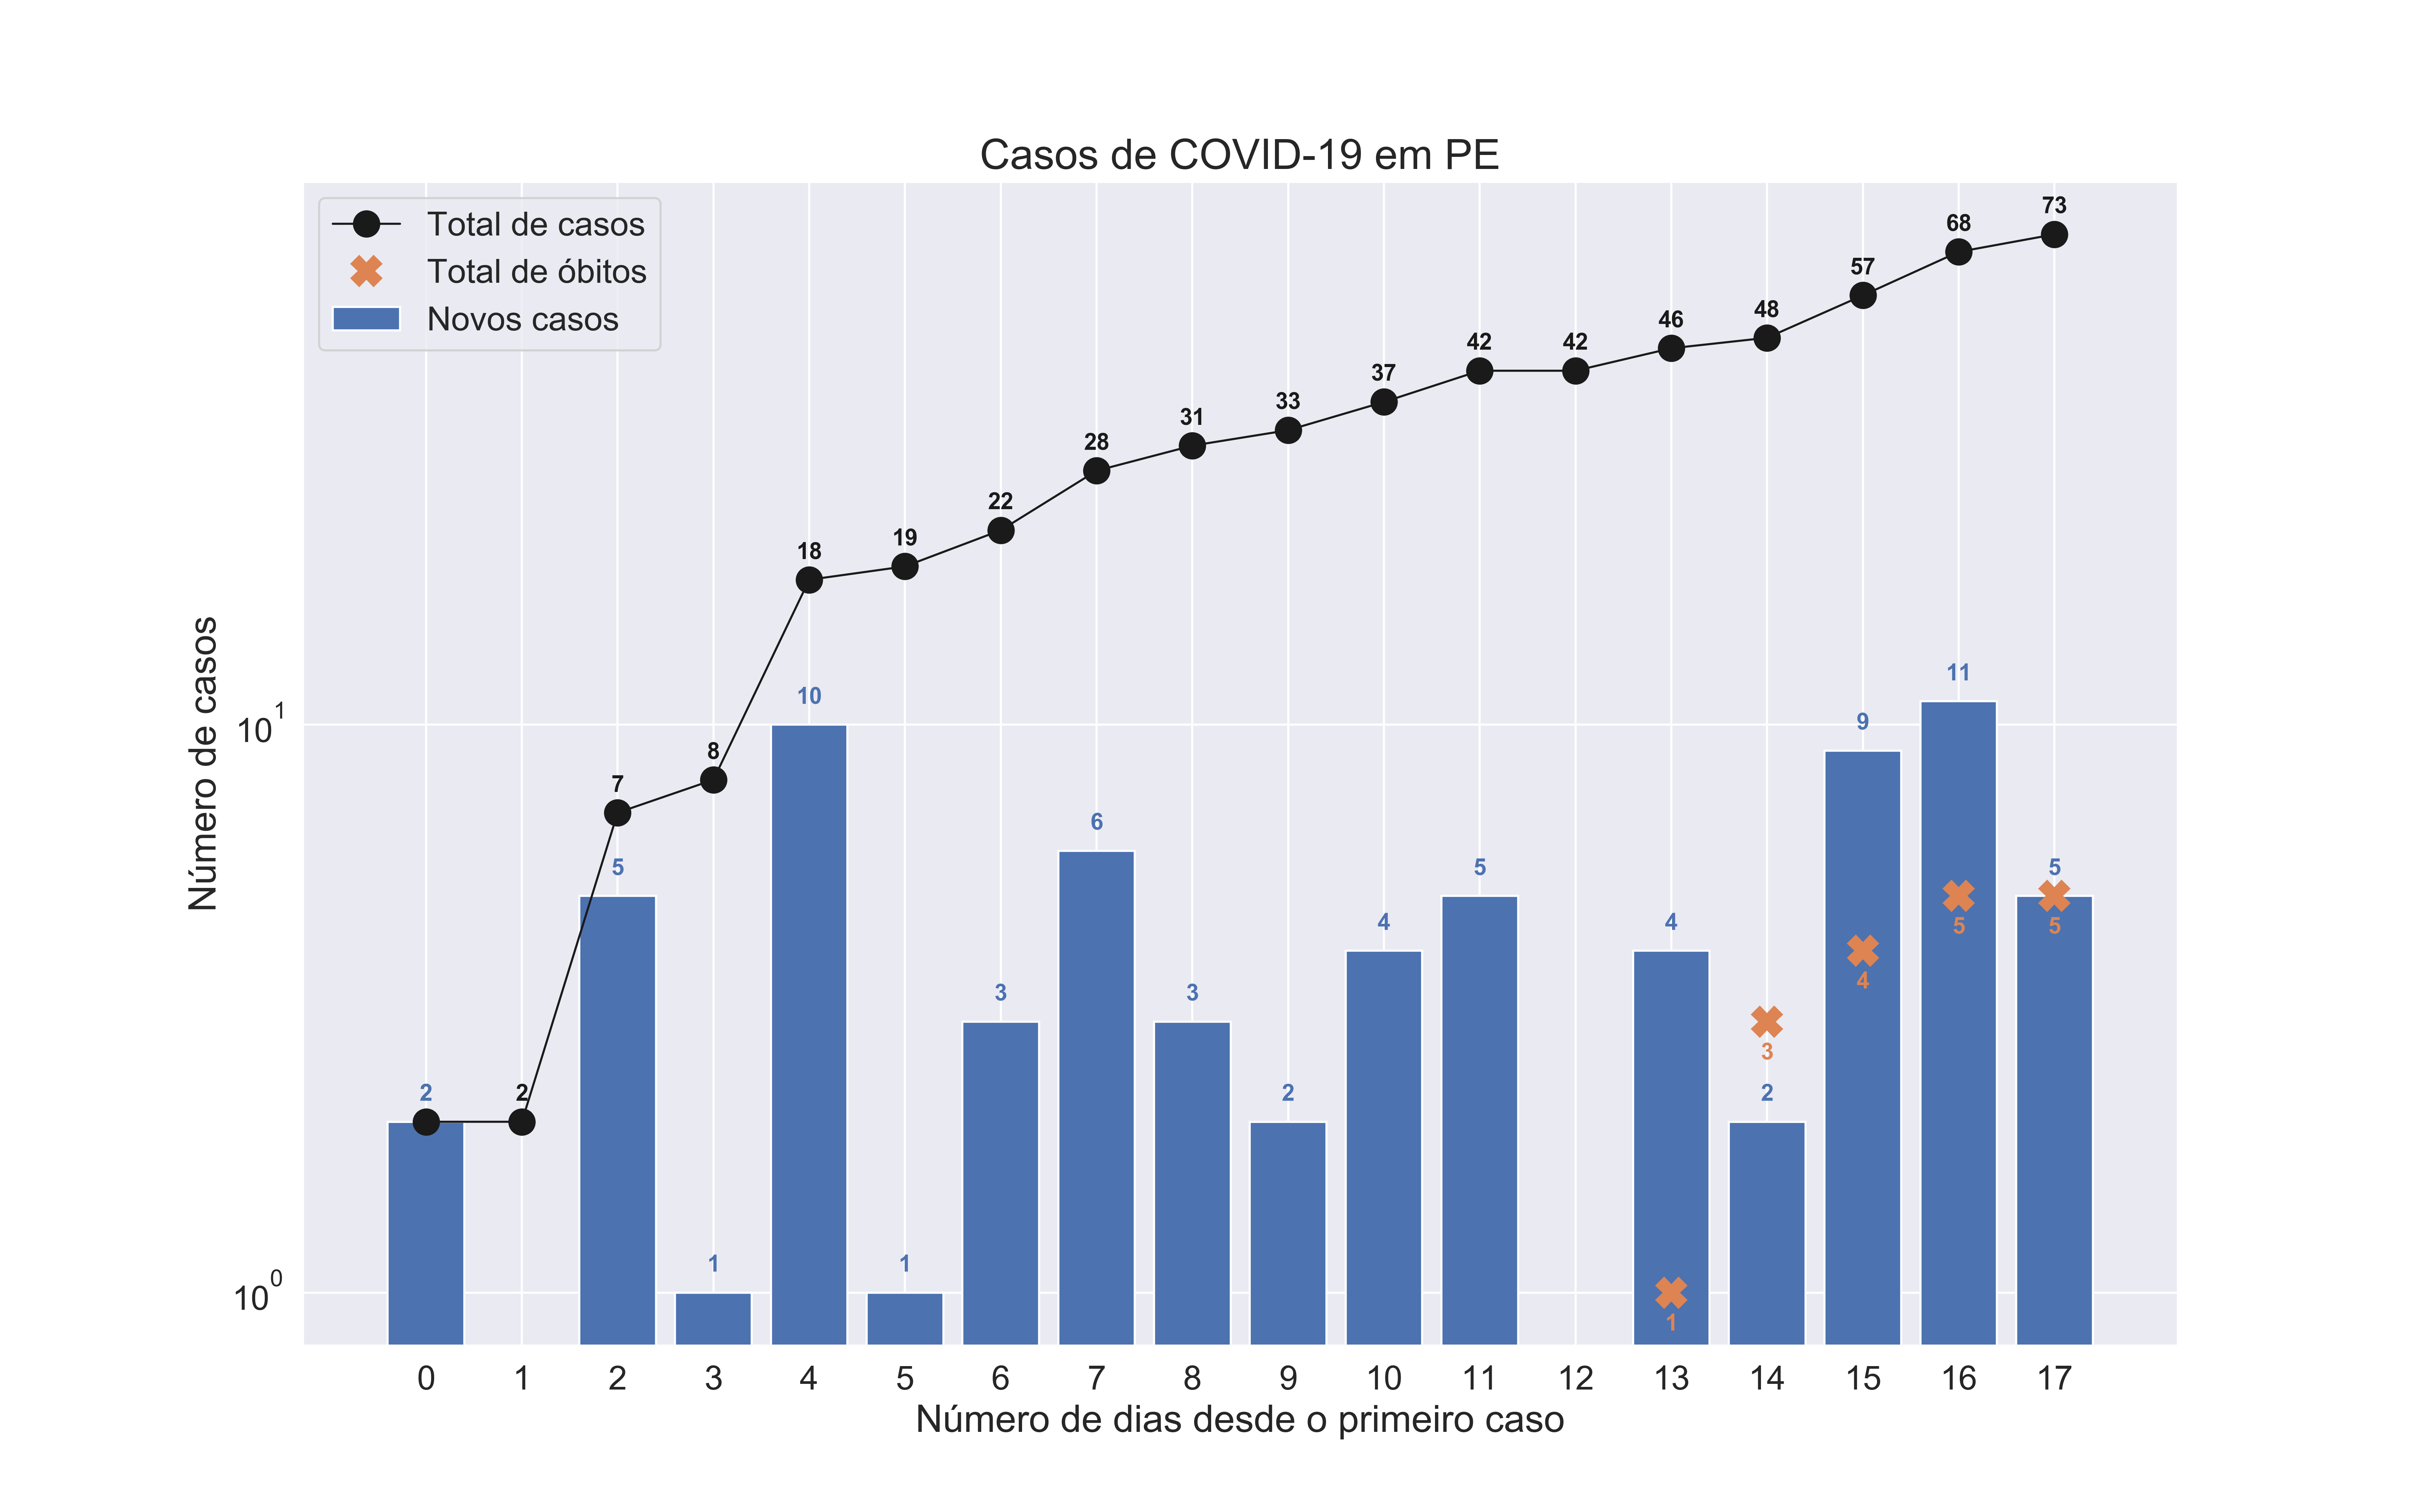 Casos de COVID-19 em PE
Total de casos
Total de óbitos
Novos casos
Número de casos
10¹
10⁰
2 2 7 8 18 19 22 28 31 33 37 42 42 46 48 57 68 73
2 5 1 10 1 3 6 3 2 4 5 4 2 9 11 5
1 3 4 5 5
0 1 2 3 4 5 6 7 8 9 10 11 12 13 14 15 16 17
Número de dias desde o primeiro caso